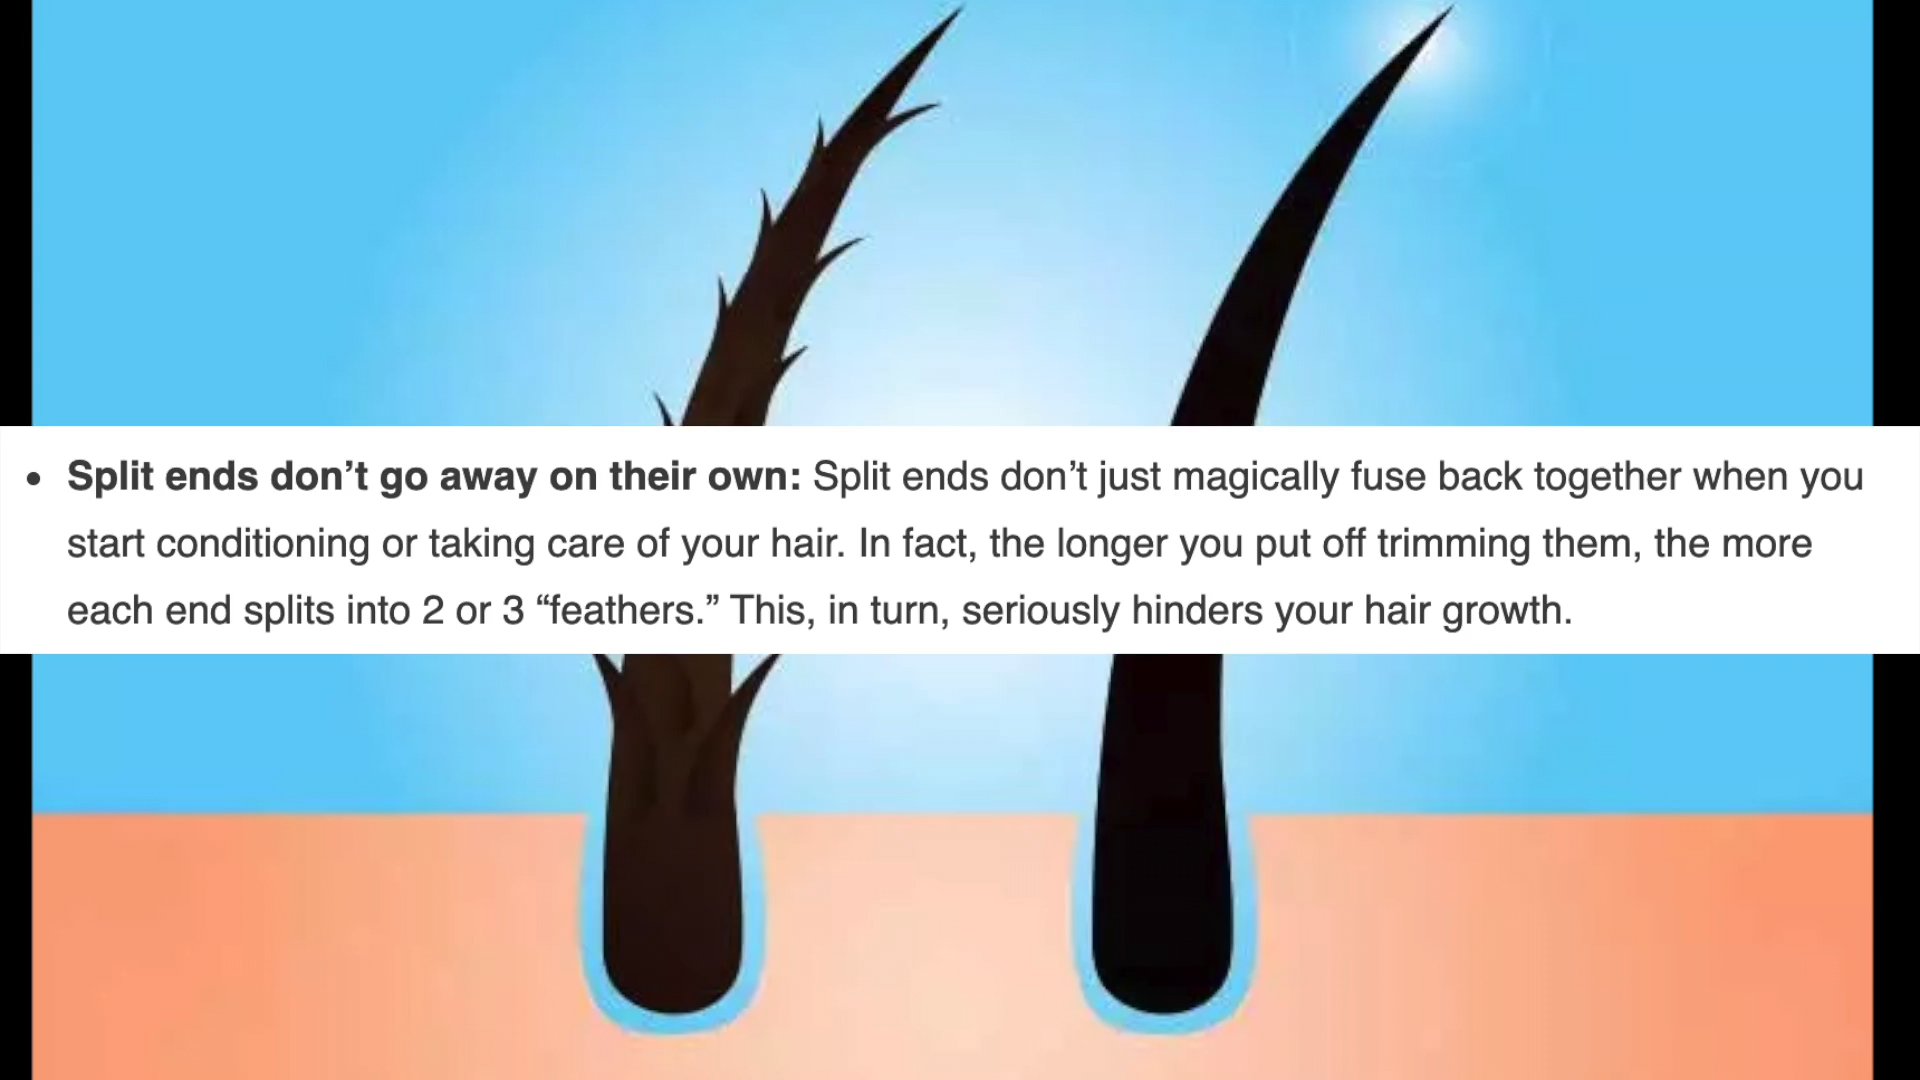 • Split ends don’t go away on their own: Split ends don’t just magically fuse back together when you
start conditioning or taking care of your hair. In fact, the longer you put off trimming them, the more
each end splits into 2 or 3 “feathers.” This, in turn, seriously hinders your hair growth.